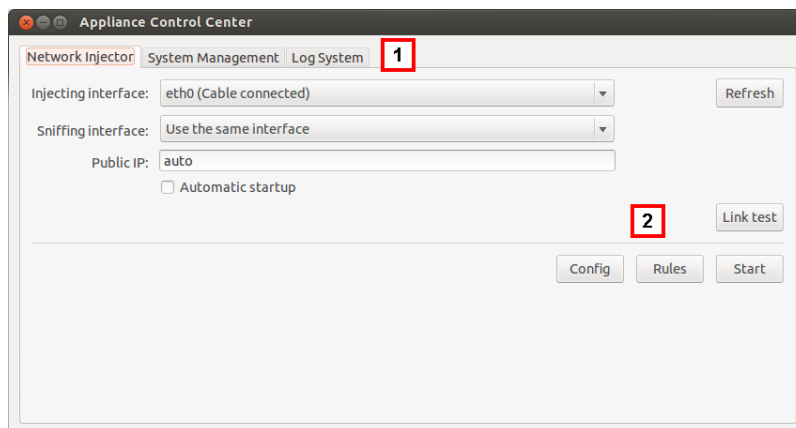 Appliance Control Center
Network Injector System Management Log System 1
Injecting interface: eth0 (Cable connected) Refresh
Sniffing interface: Use the same interface
Public IP: auto
Automatic startup
2 Link test
Config Rules Start